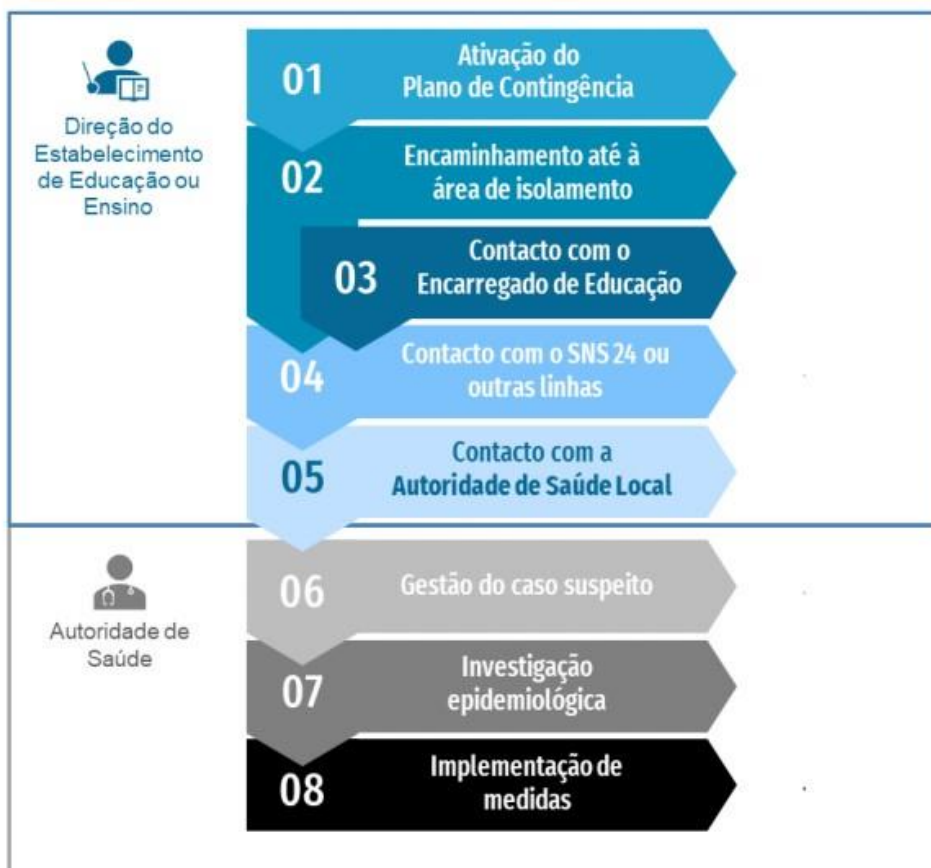 Direção do
Estabelecimento
de Educação ou
Ensino
01
Ativação do
Plano de Contingência
02
Encaminhamento até à
área de isolamento
03
Contacto com o
Encarregado de Educação
04
Contacto com o SNS 24 ou
outras linhas
05
Contacto com a
Autoridade de Saúde Local
Autoridade de
Saúde
06
Gestão do caso suspeito
07
Investigação
epidemiológica
08
Implementação de
medidas